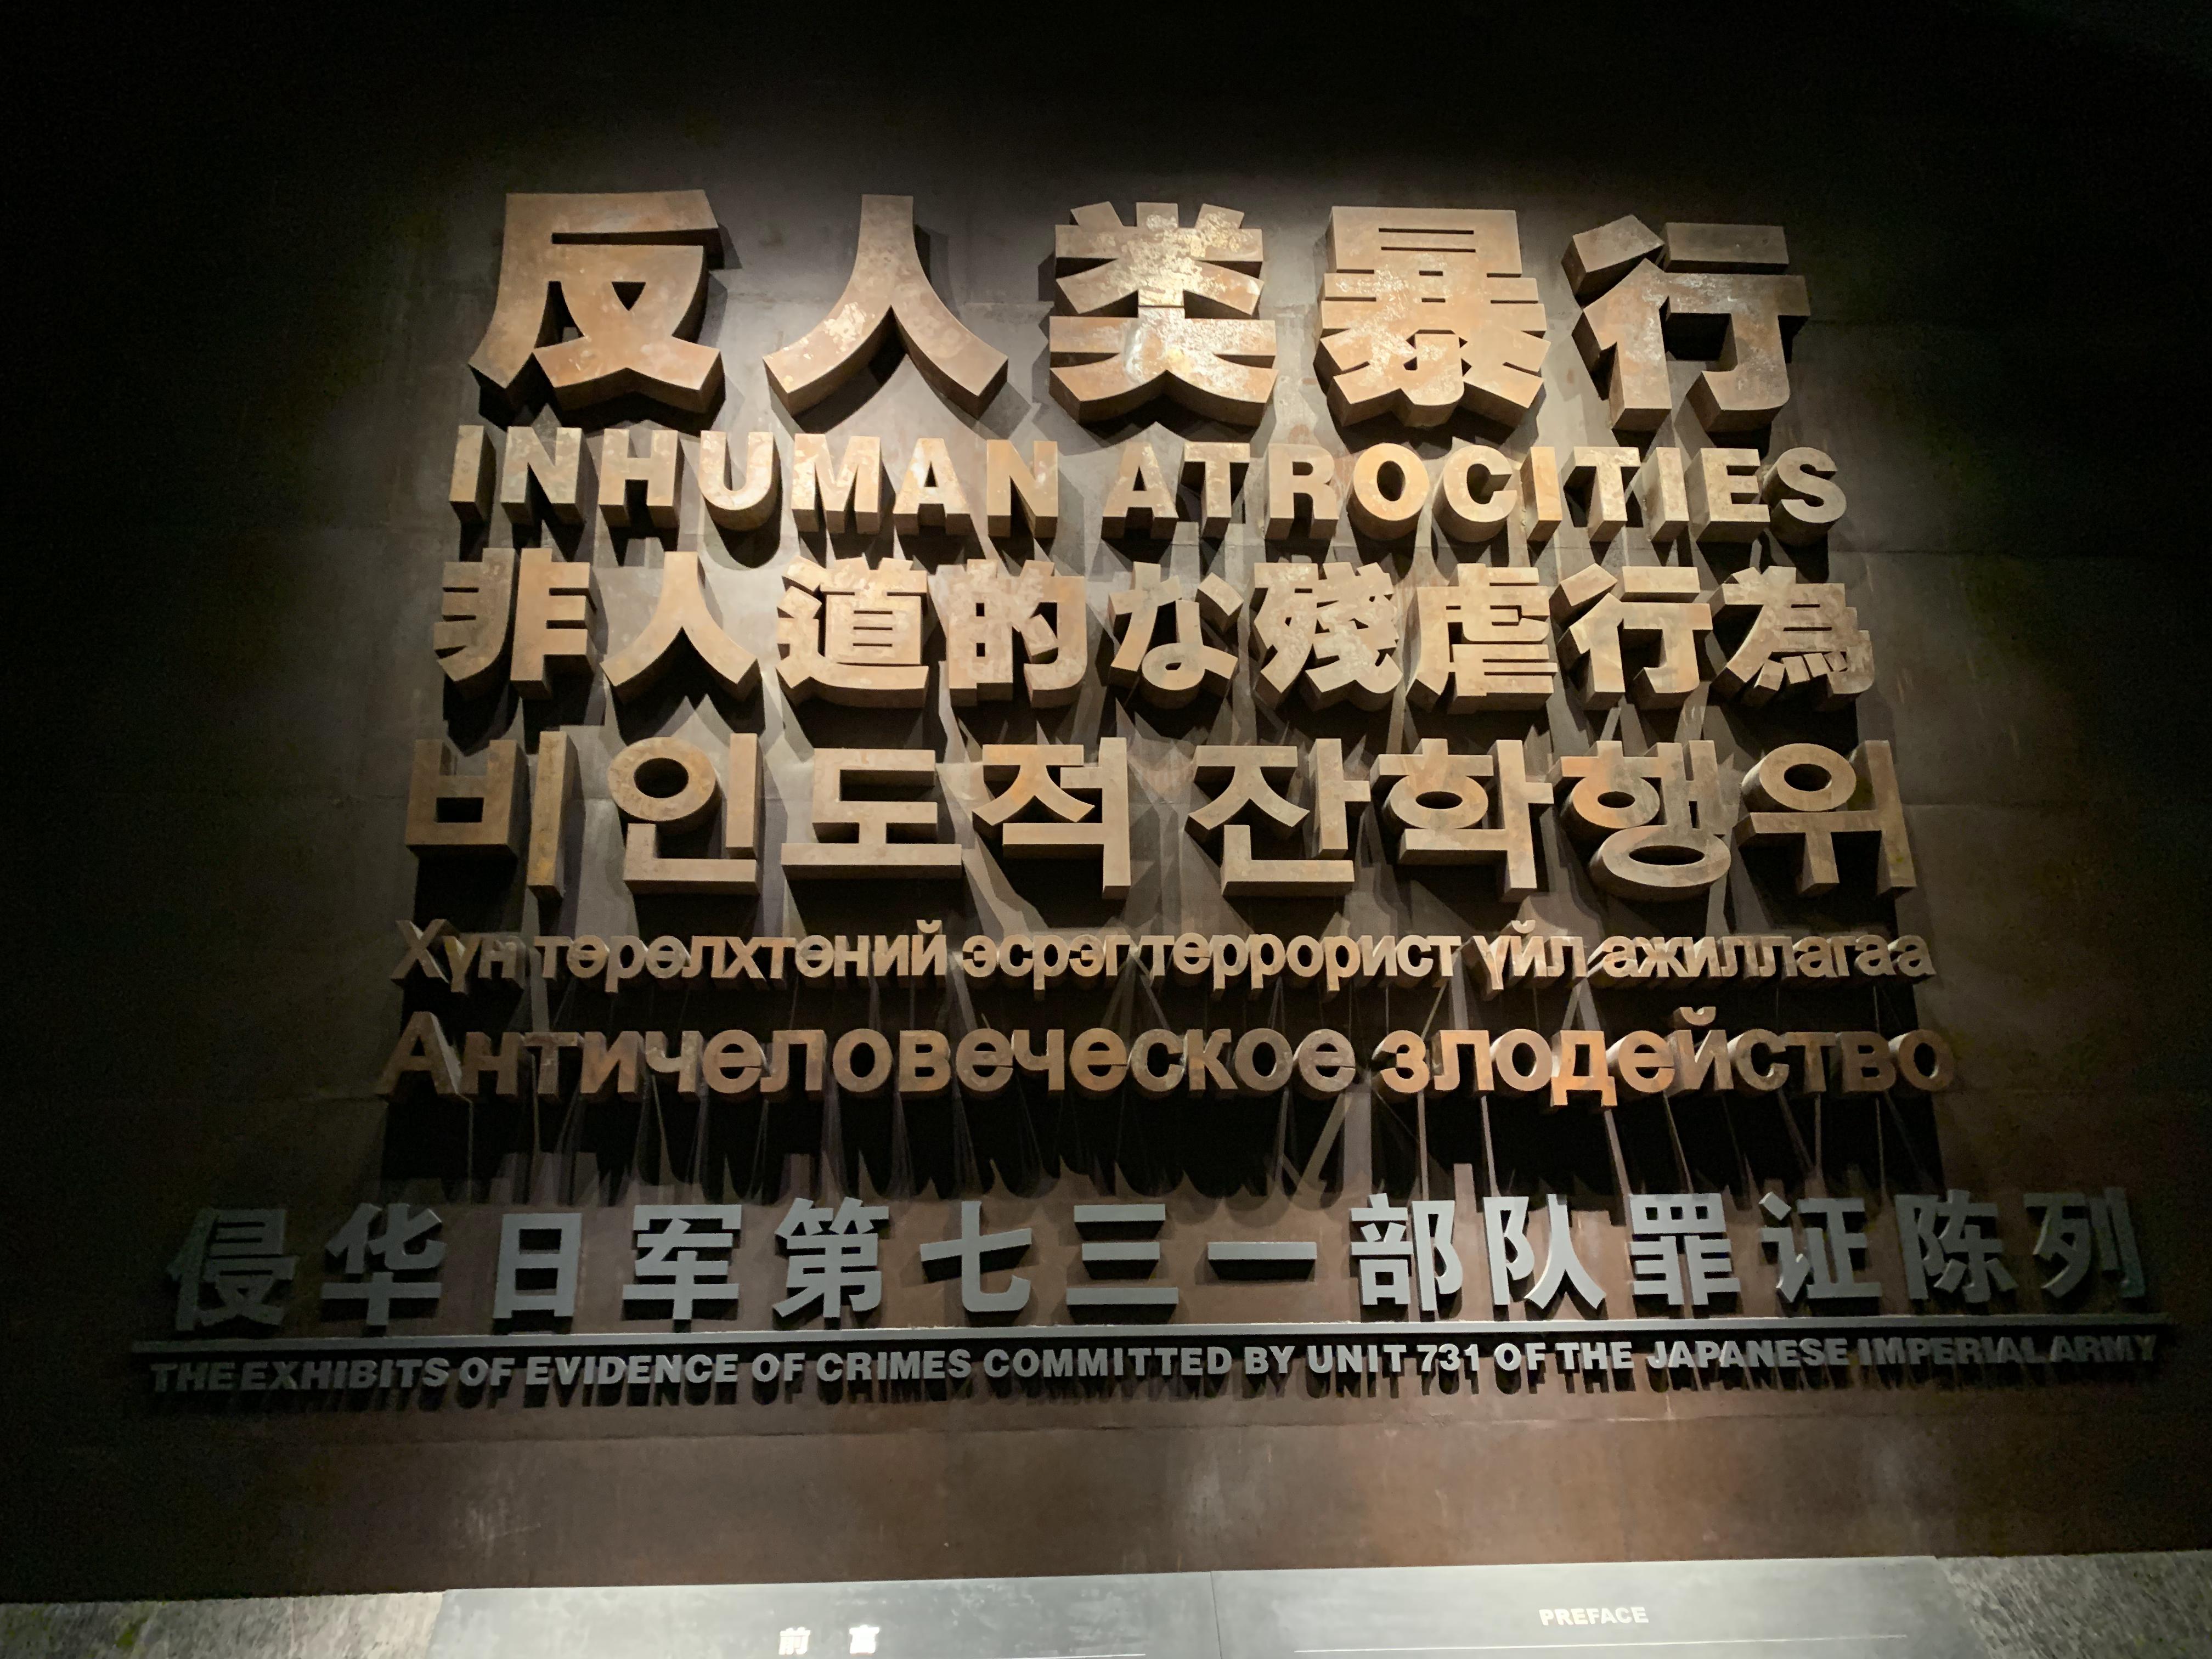 反人类暴行
INHUMAN ATROCITIES
非人道的な殘虐行為
비인도적 잔학행위
Хүн төрөлхтөний эсрэг террорист үйл ажиллагаа
Античеловеческое злодейство
侵华日军第七三一部队罪证陈列
THE EXHIBITS OF EVIDENCE OF CRIMES COMMITTED BY UNIT 731 OF THE JAPANESE IMPERIAL ARMY
前言
PREFACE